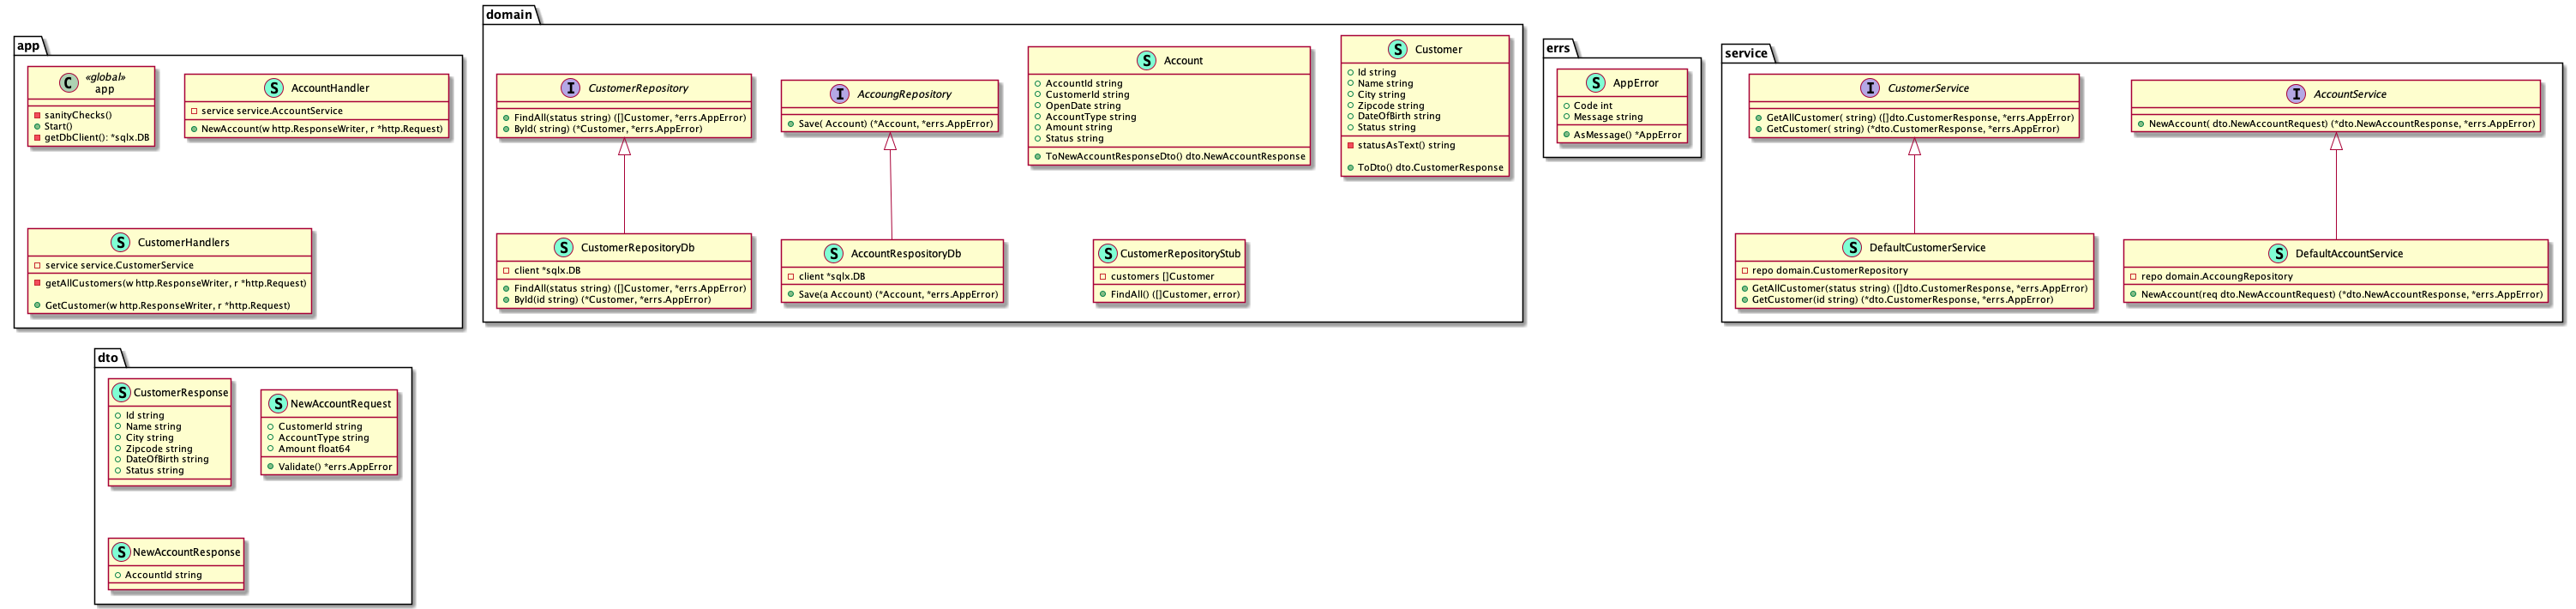 app
C «global» app
sanityChecks()
Start()
getDbClient(): *sqlx.DB
S AccountHandler
service service.AccountService
NewAccount(w http.ResponseWriter, r *http.Request)
S CustomerHandlers
service service.CustomerService
getAllCustomers(w http.ResponseWriter, r *http.Request)
GetCustomer(w http.ResponseWriter, r *http.Request)
domain
I CustomerRepository
FindAll(status string) ([]Customer, *errs.AppError)
ById( string) (*Customer, *errs.AppError)
I AccoungRepository
Save( Account) (*Account, *errs.AppError)
S Account
AccountId string
CustomerId string
OpenDate string
AccountType string
Amount string
Status string
ToNewAccountResponseDto() dto.NewAccountResponse
S Customer
Id string
Name string
City string
Zipcode string
DateOfBirth string
Status string
statusAsText() string
ToDto() dto.CustomerResponse
S CustomerRepositoryDb
client *sqlx.DB
FindAll(status string) ([]Customer, *errs.AppError)
ById(id string) (*Customer, *errs.AppError)
S AccountRespositoryDb
client *sqlx.DB
Save(a Account) (*Account, *errs.AppError)
S CustomerRepositoryStub
customers []Customer
FindAll() ([]Customer, error)
errs
S AppError
Code int
Message string
AsMessage() *AppError
service
I CustomerService
GetAllCustomer( string) ([]dto.CustomerResponse, *errs.AppError)
GetCustomer( string) (*dto.CustomerResponse, *errs.AppError)
I AccountService
NewAccount( dto.NewAccountRequest) (*dto.NewAccountResponse, *errs.AppError)
S DefaultCustomerService
repo domain.CustomerRepository
GetAllCustomer(status string) ([]dto.CustomerResponse, *errs.AppError)
GetCustomer(id string) (*dto.CustomerResponse, *errs.AppError)
S DefaultAccountService
repo domain.AccoungRepository
NewAccount(req dto.NewAccountRequest) (*dto.NewAccountResponse, *errs.AppError)
dto
S CustomerResponse
Id string
Name string
City string
Zipcode string
DateOfBirth string
Status string
S NewAccountRequest
CustomerId string
AccountType string
Amount float64
Validate() *errs.AppError
S NewAccountResponse
AccountId string